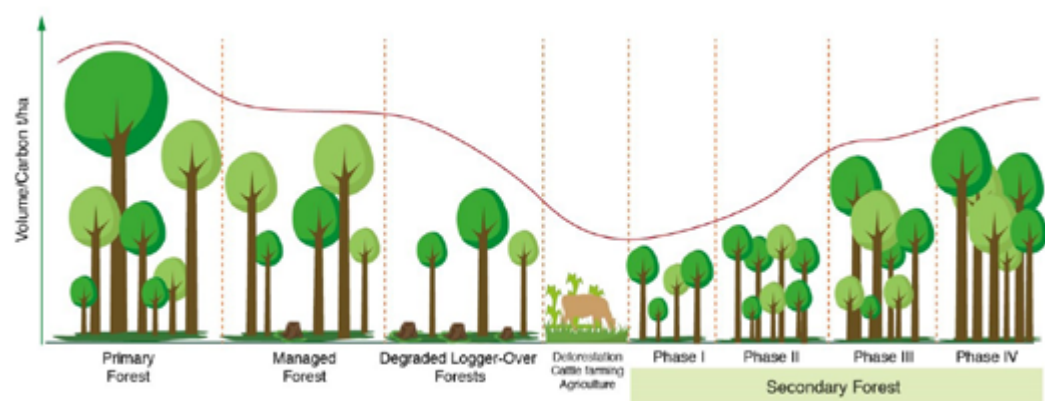 Volume/Carbon t/ha
Primary
Forest
Managed
Forest
Degraded Logger-Over
Forests
Deforestation
Cattle farming
Agriculture
Phase I
Phase II
Phase III
Phase IV
Secondary Forest